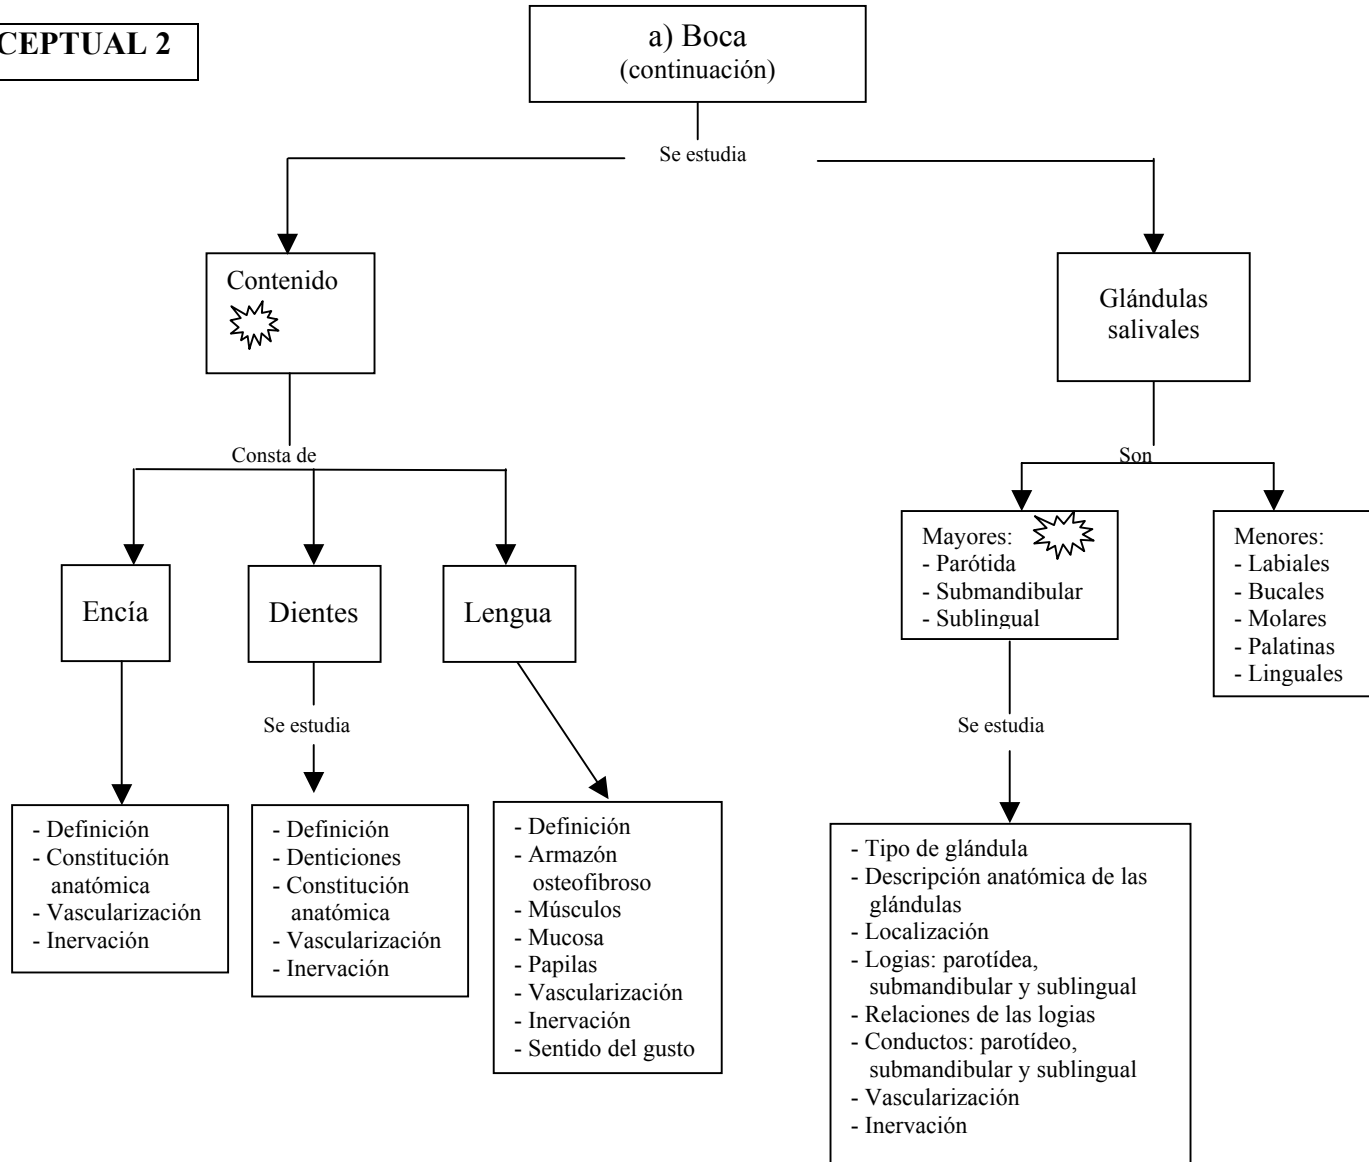 CEPTUAL 2
a) Boca
(continuación)
Se estudia
Contenido
Glándulas
salivales
Consta de
Son
Encía
Dientes
Lengua
Mayores:
- Parótida
- Submandibular
- Sublingual
Menores:
- Labiales
- Bucales
- Molares
- Palatinas
- Linguales
Se estudia
Se estudia
- Definición
- Constitución
anatómica
- Vascularización
- Inervación
- Definición
- Denticiones
- Constitución
anatómica
- Vascularización
- Inervación
- Definición
- Armazón
osteofibroso
- Músculos
- Mucosa
- Papilas
- Vascularización
- Inervación
- Sentido del gusto
- Tipo de glándula
- Descripción anatómica de las
glándulas
- Localización
- Logias: parotídea,
submandibular y sublingual
- Relaciones de las logias
- Conductos: parotídeo,
submandibular y sublingual
- Vascularización
- Inervación